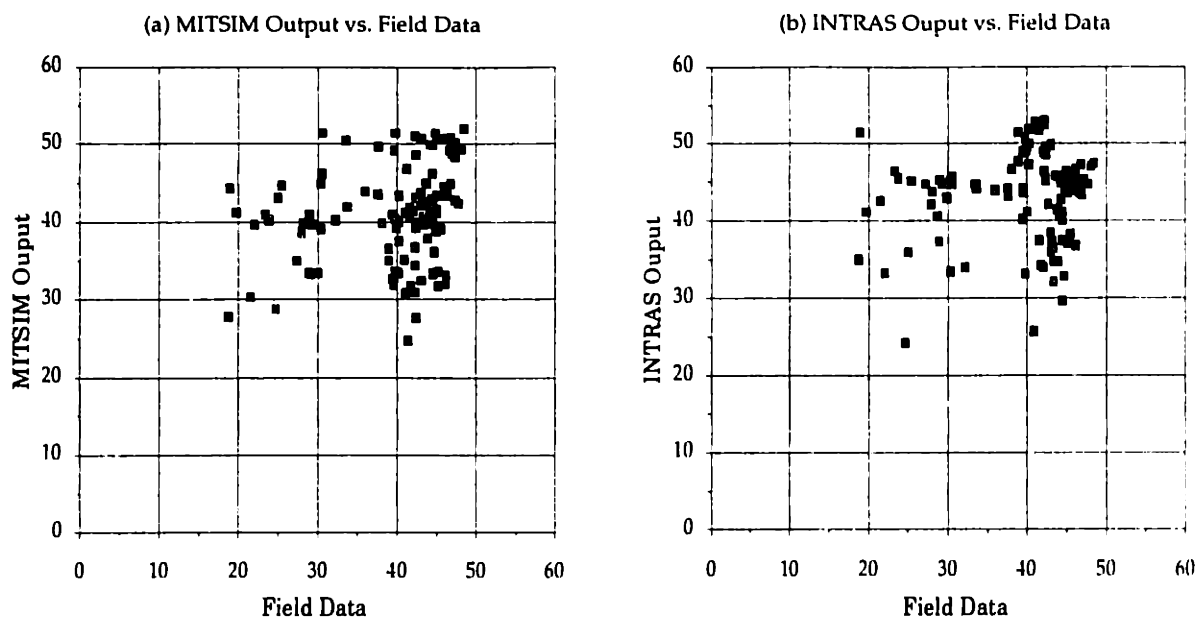 (a) MITSIM Output vs. Field Data
60
50
40
30
20
10
0
MITSIM Ouput
0 10 20 30 40 50 60
Field Data
(b) INTRAS Ouput vs. Field Data
60
50
40
30
20
10
0
INTRAS Ouput
0 10 20 30 40 50 60
Field Data